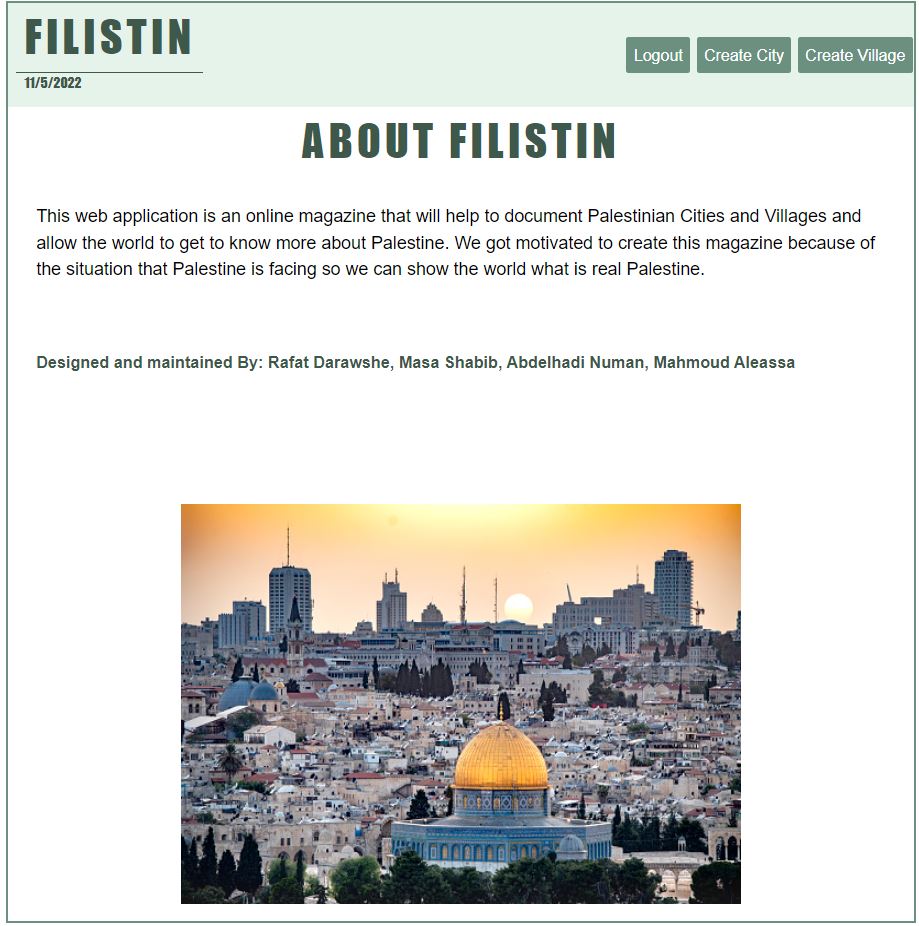 FILISTIN
11/5/2022
Logout Create City Create Village
ABOUT FILISTIN
This web application is an online magazine that will help to document Palestinian Cities and Villages and
allow the world to get to know more about Palestine. We got motivated to create this magazine because of
the situation that Palestine is facing so we can show the world what is real Palestine.
Designed and maintained By: Rafat Darawshe, Masa Shabib, Abdelhadi Numan, Mahmoud Aleassa